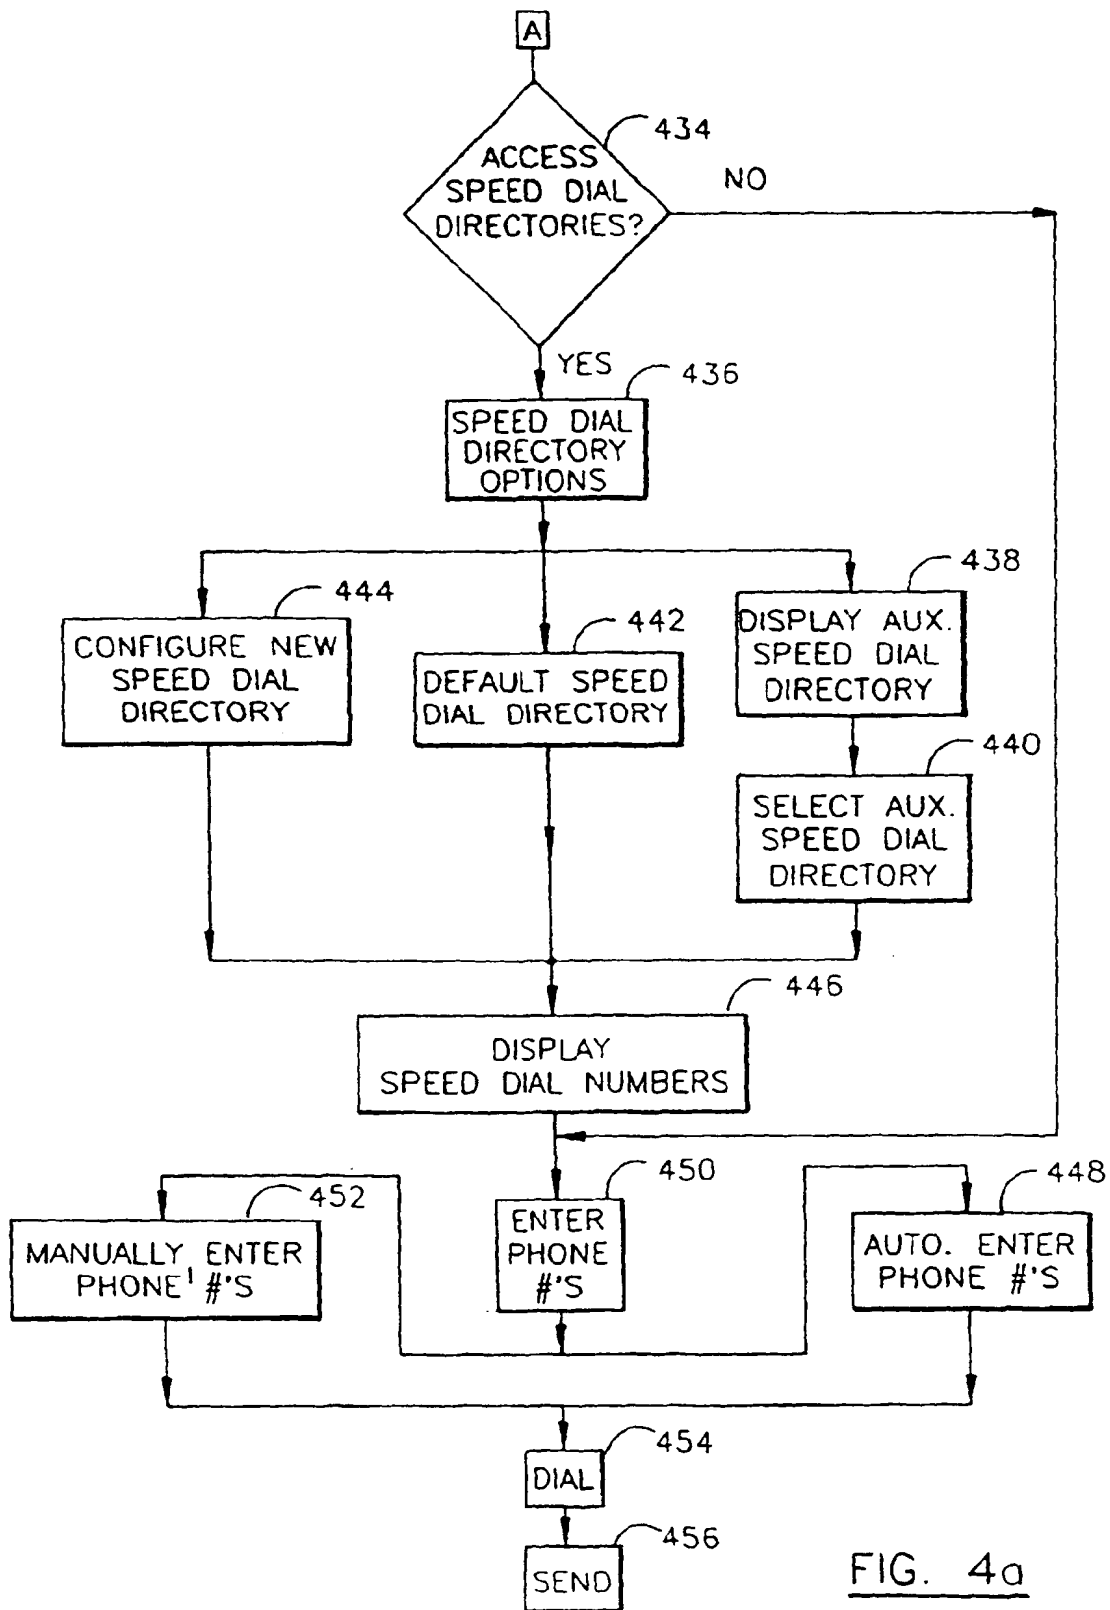 A
434
ACCESS
SPEED DIAL
DIRECTORIES?
NO
YES
436
SPEED DIAL
DIRECTORY
OPTIONS
444
CONFIGURE NEW
SPEED DIAL
DIRECTORY
442
DEFAULT SPEED
DIAL DIRECTORY
438
DISPLAY AUX.
SPEED DIAL
DIRECTORY
440
SELECT AUX.
SPEED DIAL
DIRECTORY
446
DISPLAY
SPEED DIAL NUMBERS
452
MANUALLY ENTER
PHONE #'S
450
ENTER
PHONE
#'S
448
AUTO. ENTER
PHONE #'S
454
DIAL
456
SEND
FIG. 4a